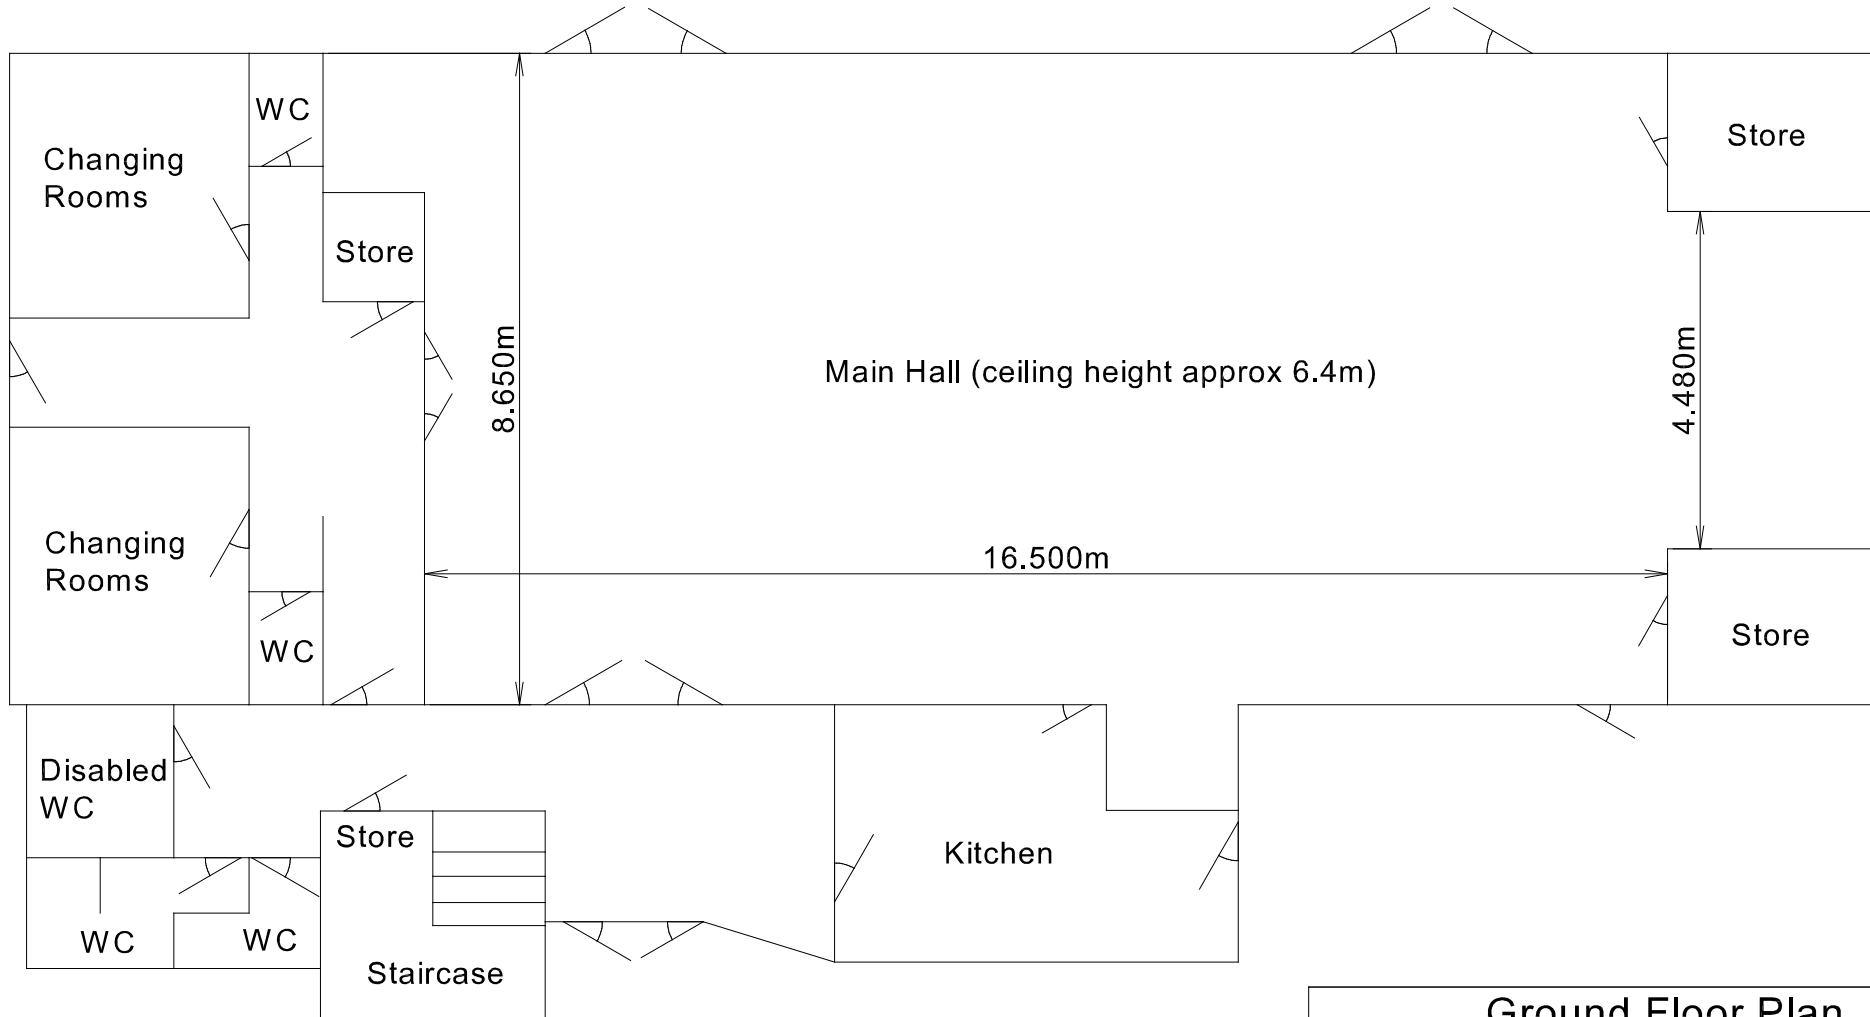 WC
Changing
Rooms
Store
Store
8.650m
Main Hall (ceiling height approx 6.4m)
4.480m
Changing
Rooms
16.500m
WC
Store
Disabled
WC
Store
Kitchen
WC
WC
Staircase
Ground Floor Plan